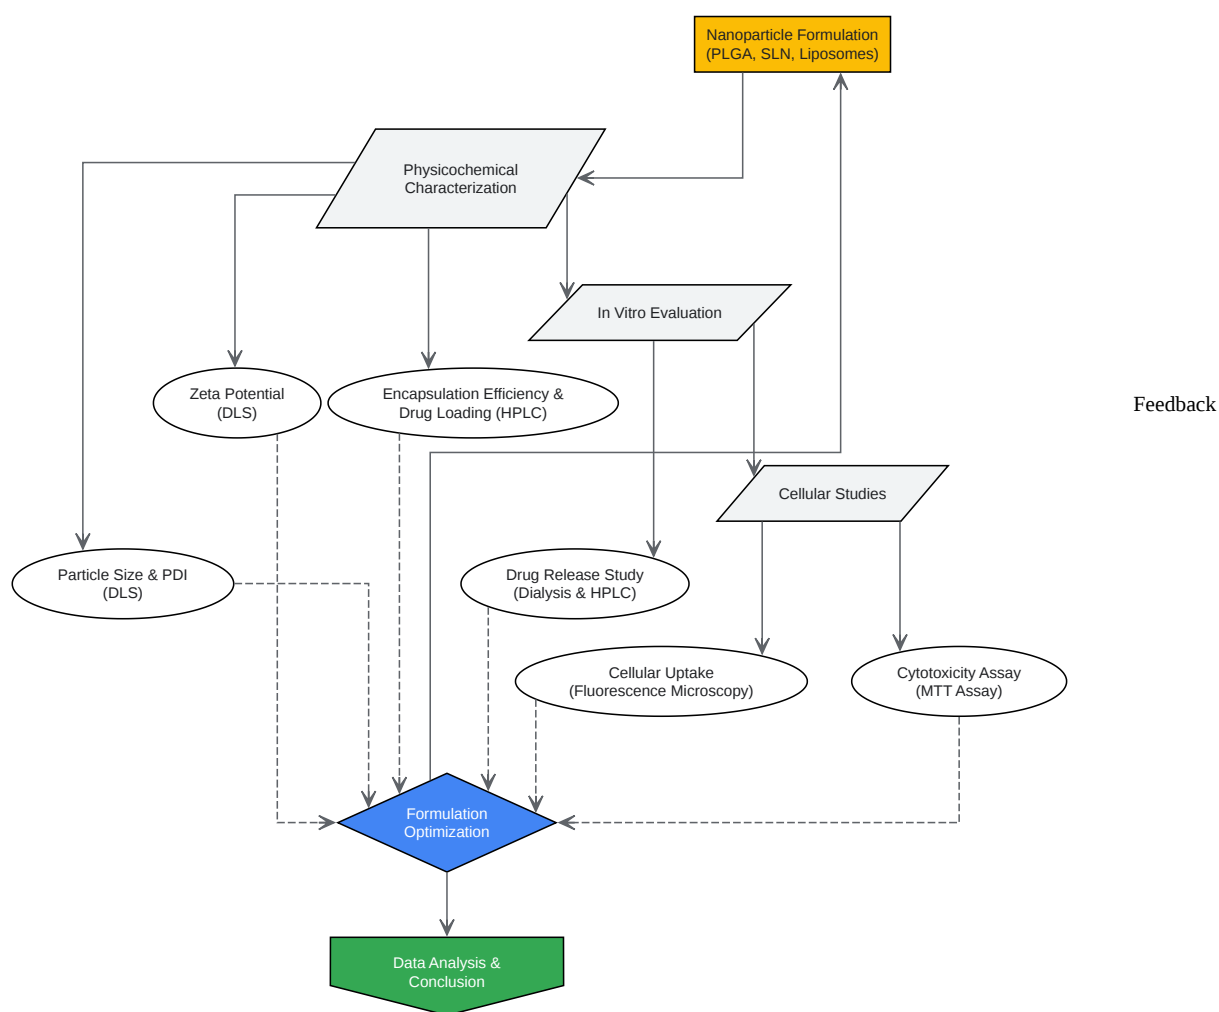 Nanoparticle Formulation
(PLGA, SLN, Liposomes)
Physicochemical
Characterization
In Vitro Evaluation
Zeta Potential
(DLS)
Encapsulation Efficiency &
Drug Loading (HPLC)
Feedback
Cellular Studies
Particle Size & PDI
(DLS)
Drug Release Study
(Dialysis & HPLC)
Cellular Uptake
(Fluorescence Microscopy)
Cytotoxicity Assay
(MTT Assay)
Formulation
Optimization
Data Analysis &
Conclusion